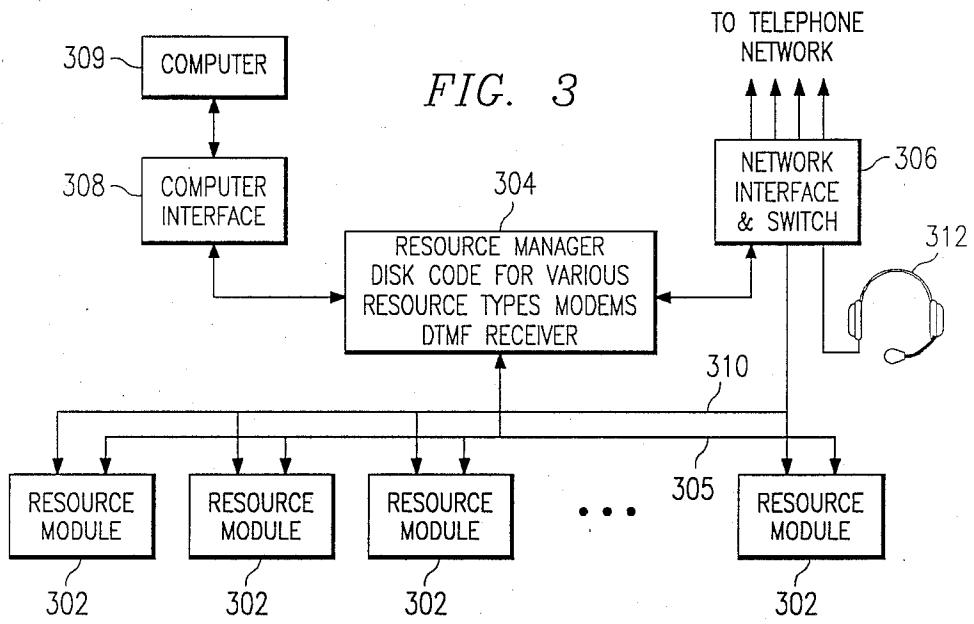 TO TELEPHONE
NETWORK
309
COMPUTER
FIG. 3
308
COMPUTER
INTERFACE
304
NETWORK
INTERFACE
& SWITCH
306
312
RESOURCE MANAGER
DISK CODE FOR VARIOUS
RESOURCE TYPES MODEMS
DTMF RECEIVER
310
305
RESOURCE
MODULE
RESOURCE
MODULE
RESOURCE
MODULE
• • •
RESOURCE
MODULE
302
302
302
302